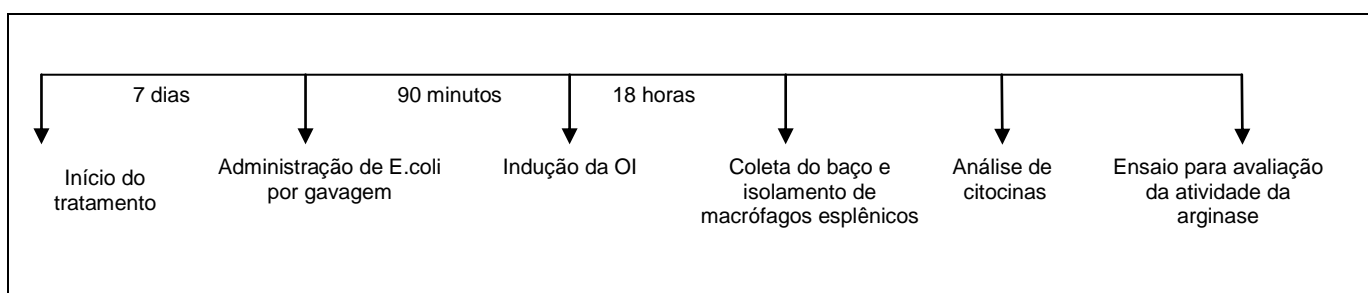 7 dias
90 minutos
18 horas
Início do
tratamento
Administração de E.coli
por gavagem
Indução da OI
Coleta do baço e
isolamento de
macrófagos esplênicos
Análise de
citocinas
Ensaio para avaliação
da atividade da
arginase